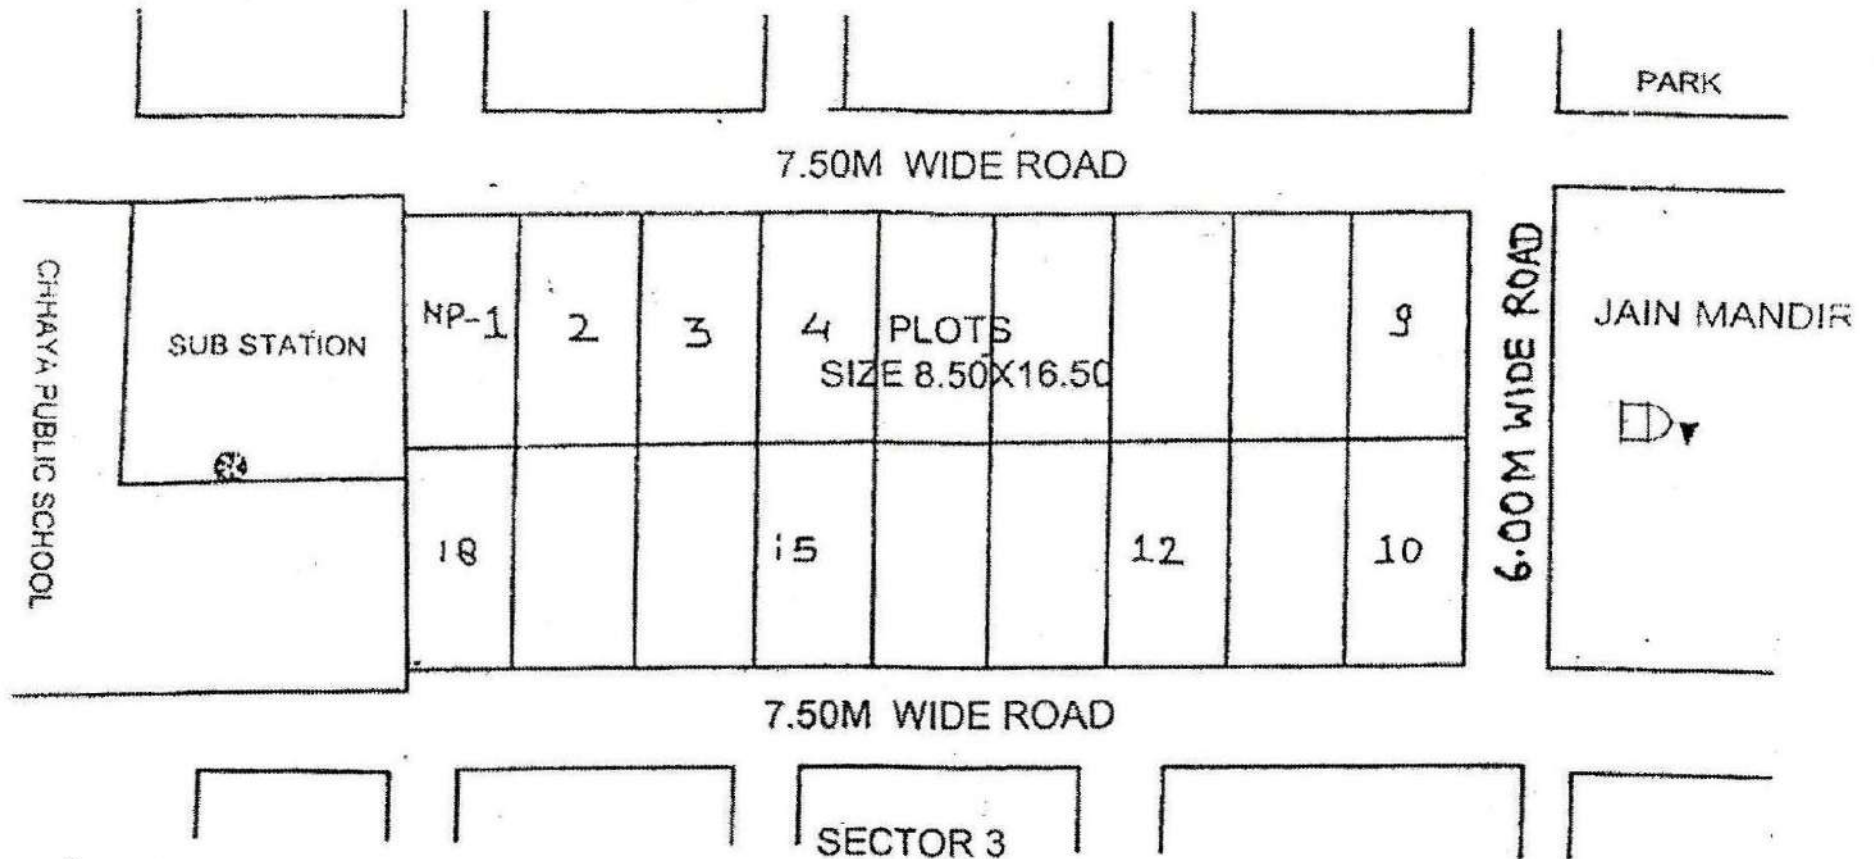 PARK
7.50M WIDE ROAD
CHHAYA PUBLIC SCHOOL
SUB STATION
NP-1
2
3
4
PLOTS
SIZE 8.50X16.50
9
6.00M WIDE ROAD
JAIN MANDIR
18
15
12
10
7.50M WIDE ROAD
SECTOR 3